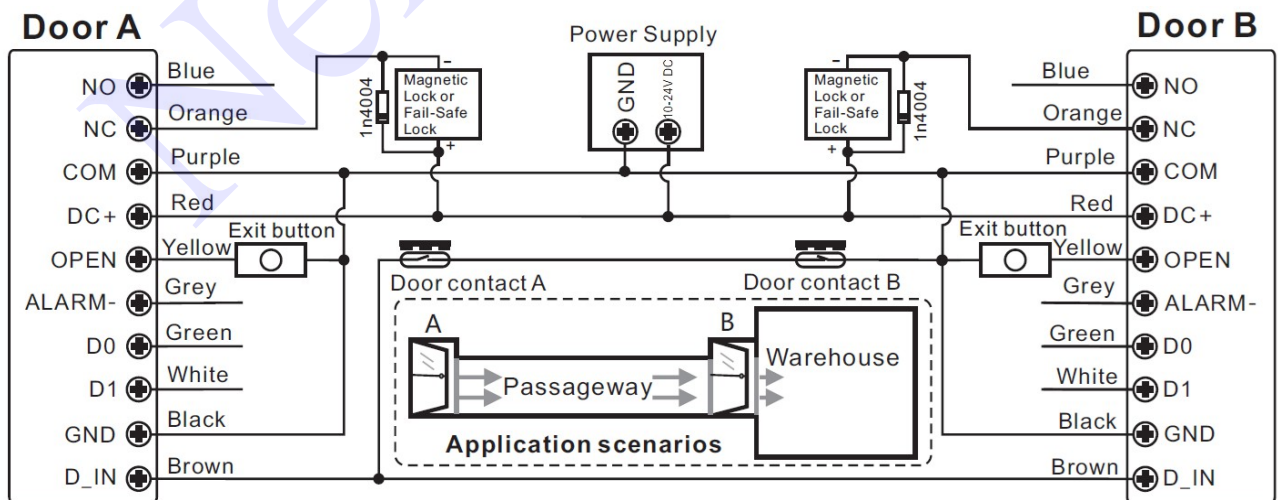 Door A
NO
NC
COM
DC+
OPEN
ALARM-
D0
D1
GND
D_IN
Blue
Orange
Purple
Red
Yellow
Grey
Green
White
Black
Brown
Exit button
1n4004
-
Magnetic
Lock or
Fail-Safe
Lock
+
Power Supply
GND
10-24V DC
-
Magnetic
Lock or
Fail-Safe
Lock
+
1n4004
Door contact A
Door contact B
A
B
Passageway
Warehouse
Application scenarios
Door B
Exit button
Blue
Orange
Purple
Red
Yellow
Grey
Green
White
Black
Brown
NO
NC
COM
DC+
OPEN
ALARM-
D0
D1
GND
D_IN